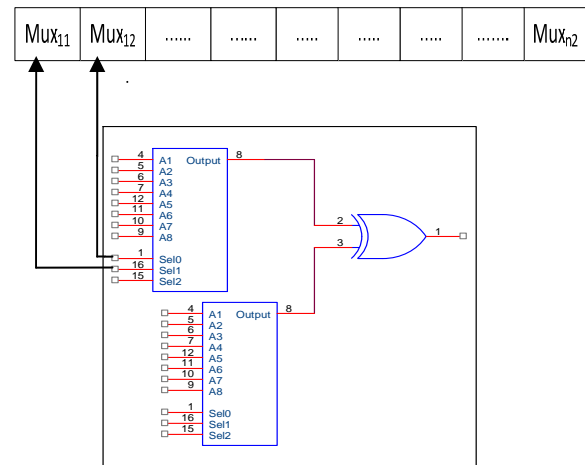 Mux11 Mux12 ...... ...... ..... ..... ..... ....... Muxn2
.
4 A1 Output 8
5 A2
6 A3
7 A4
12 A5
11 A6
10 A7
9 A8
1 Sel0
16 Sel1
15 Sel2
2
3
1
4 A1 Output 8
5 A2
6 A3
7 A4
12 A5
11 A6
10 A7
9 A8
1 Sel0
16 Sel1
15 Sel2